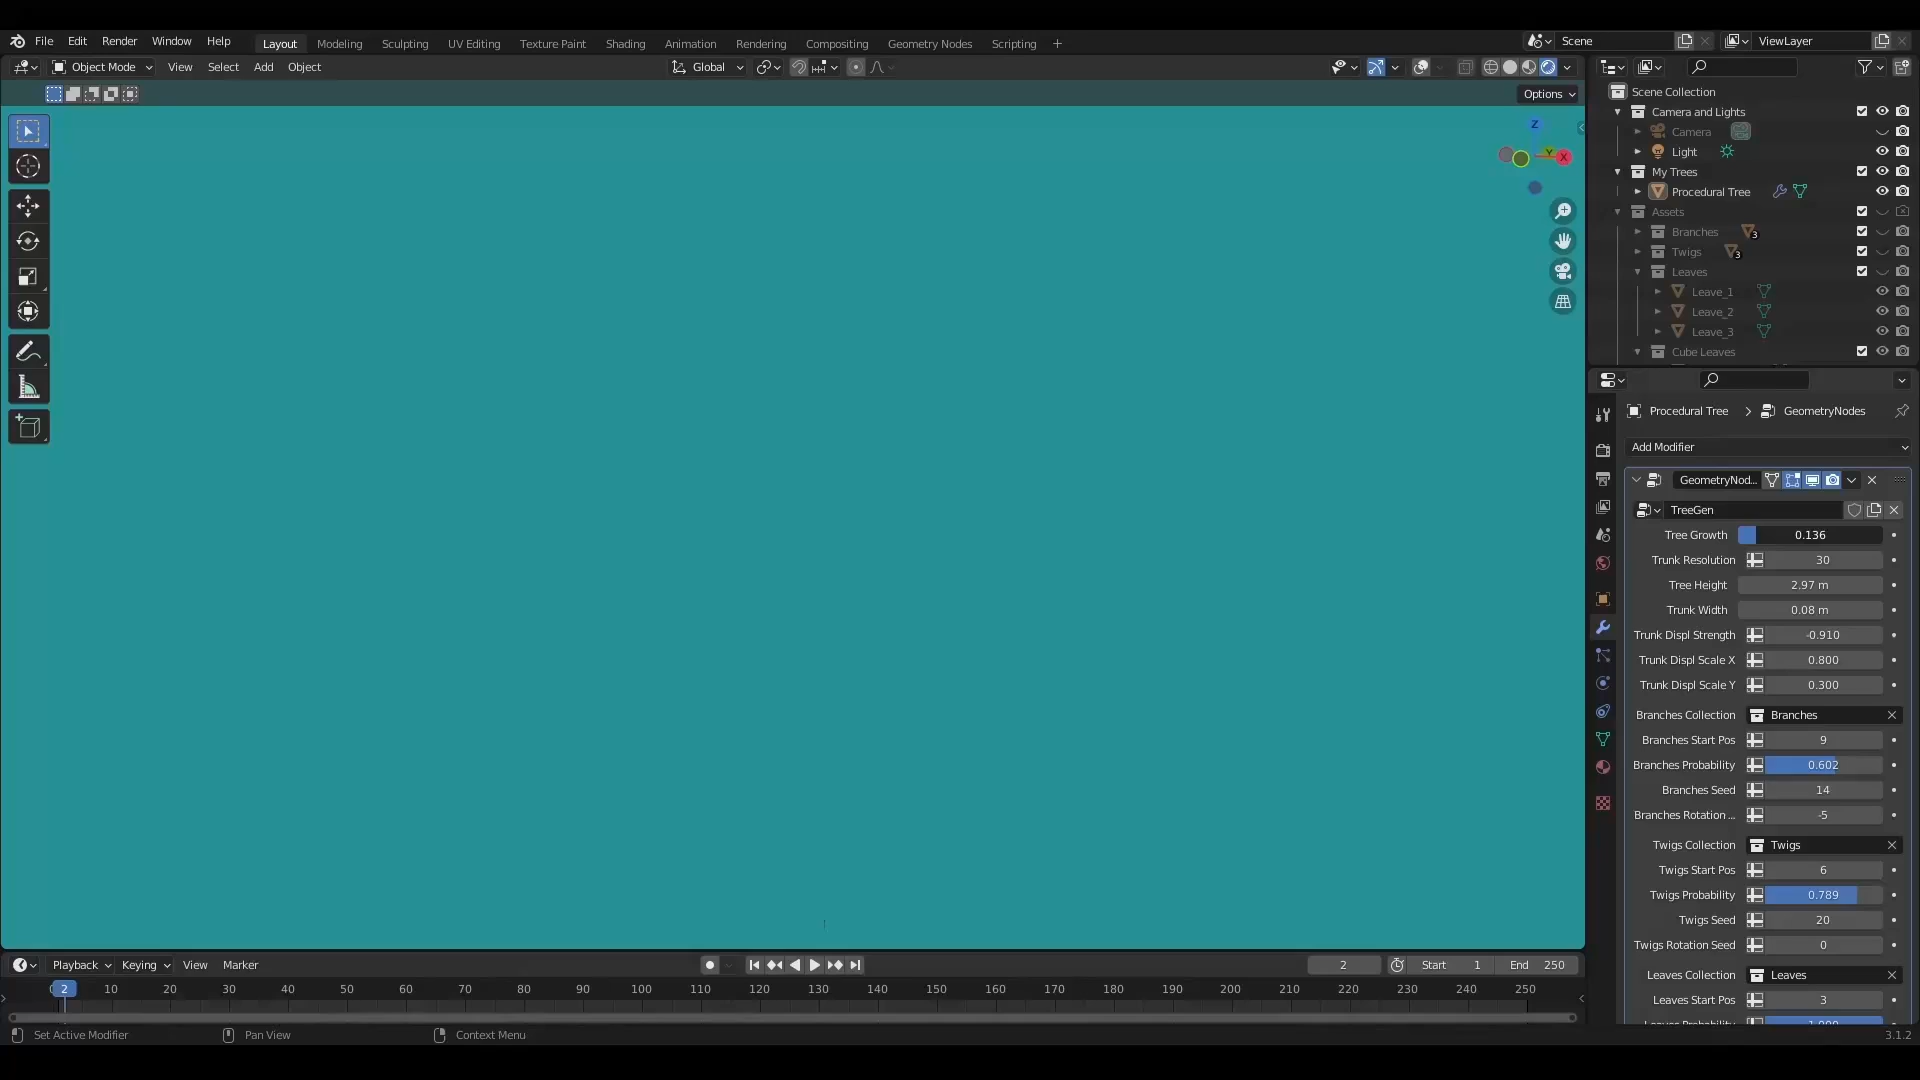 File Edit Render Window Help Layout Modeling Sculpting UV Editing Texture Paint Shading Animation Rendering Compositing Geometry Nodes Scripting + Scene ViewLayer
Object Mode View Select Add Object Global
Options
Z
Y
X
Scene Collection
Camera and Lights
Camera
Light
My Trees
Procedural Tree
Assets
Branches 3
Twigs 3
Leaves
Leave_1
Leave_2
Leave_3
Cube Leaves
Procedural Tree > GeometryNodes
Add Modifier
GeometryNod...
TreeGen
Tree Growth 0.136
Trunk Resolution 30
Tree Height 2.97 m
Trunk Width 0.08 m
Trunk Displ Strength -0.910
Trunk Displ Scale X 0.800
Trunk Displ Scale Y 0.300
Branches Collection Branches
Branches Start Pos 9
Branches Probability 0.602
Branches Seed 14
Branches Rotation ... -5
Twigs Collection Twigs
Twigs Start Pos 6
Twigs Probability 0.789
Twigs Seed 20
Twigs Rotation Seed 0
Leaves Collection Leaves
Leaves Start Pos 3
Leaves Probability 1.000
Playback Keying View Marker 2 Start 1 End 250
2 10 20 30 40 50 60 70 80 90 100 110 120 130 140 150 160 170 180 190 200 210 220 230 240 250
Set Active Modifier Pan View Context Menu 3.1.2